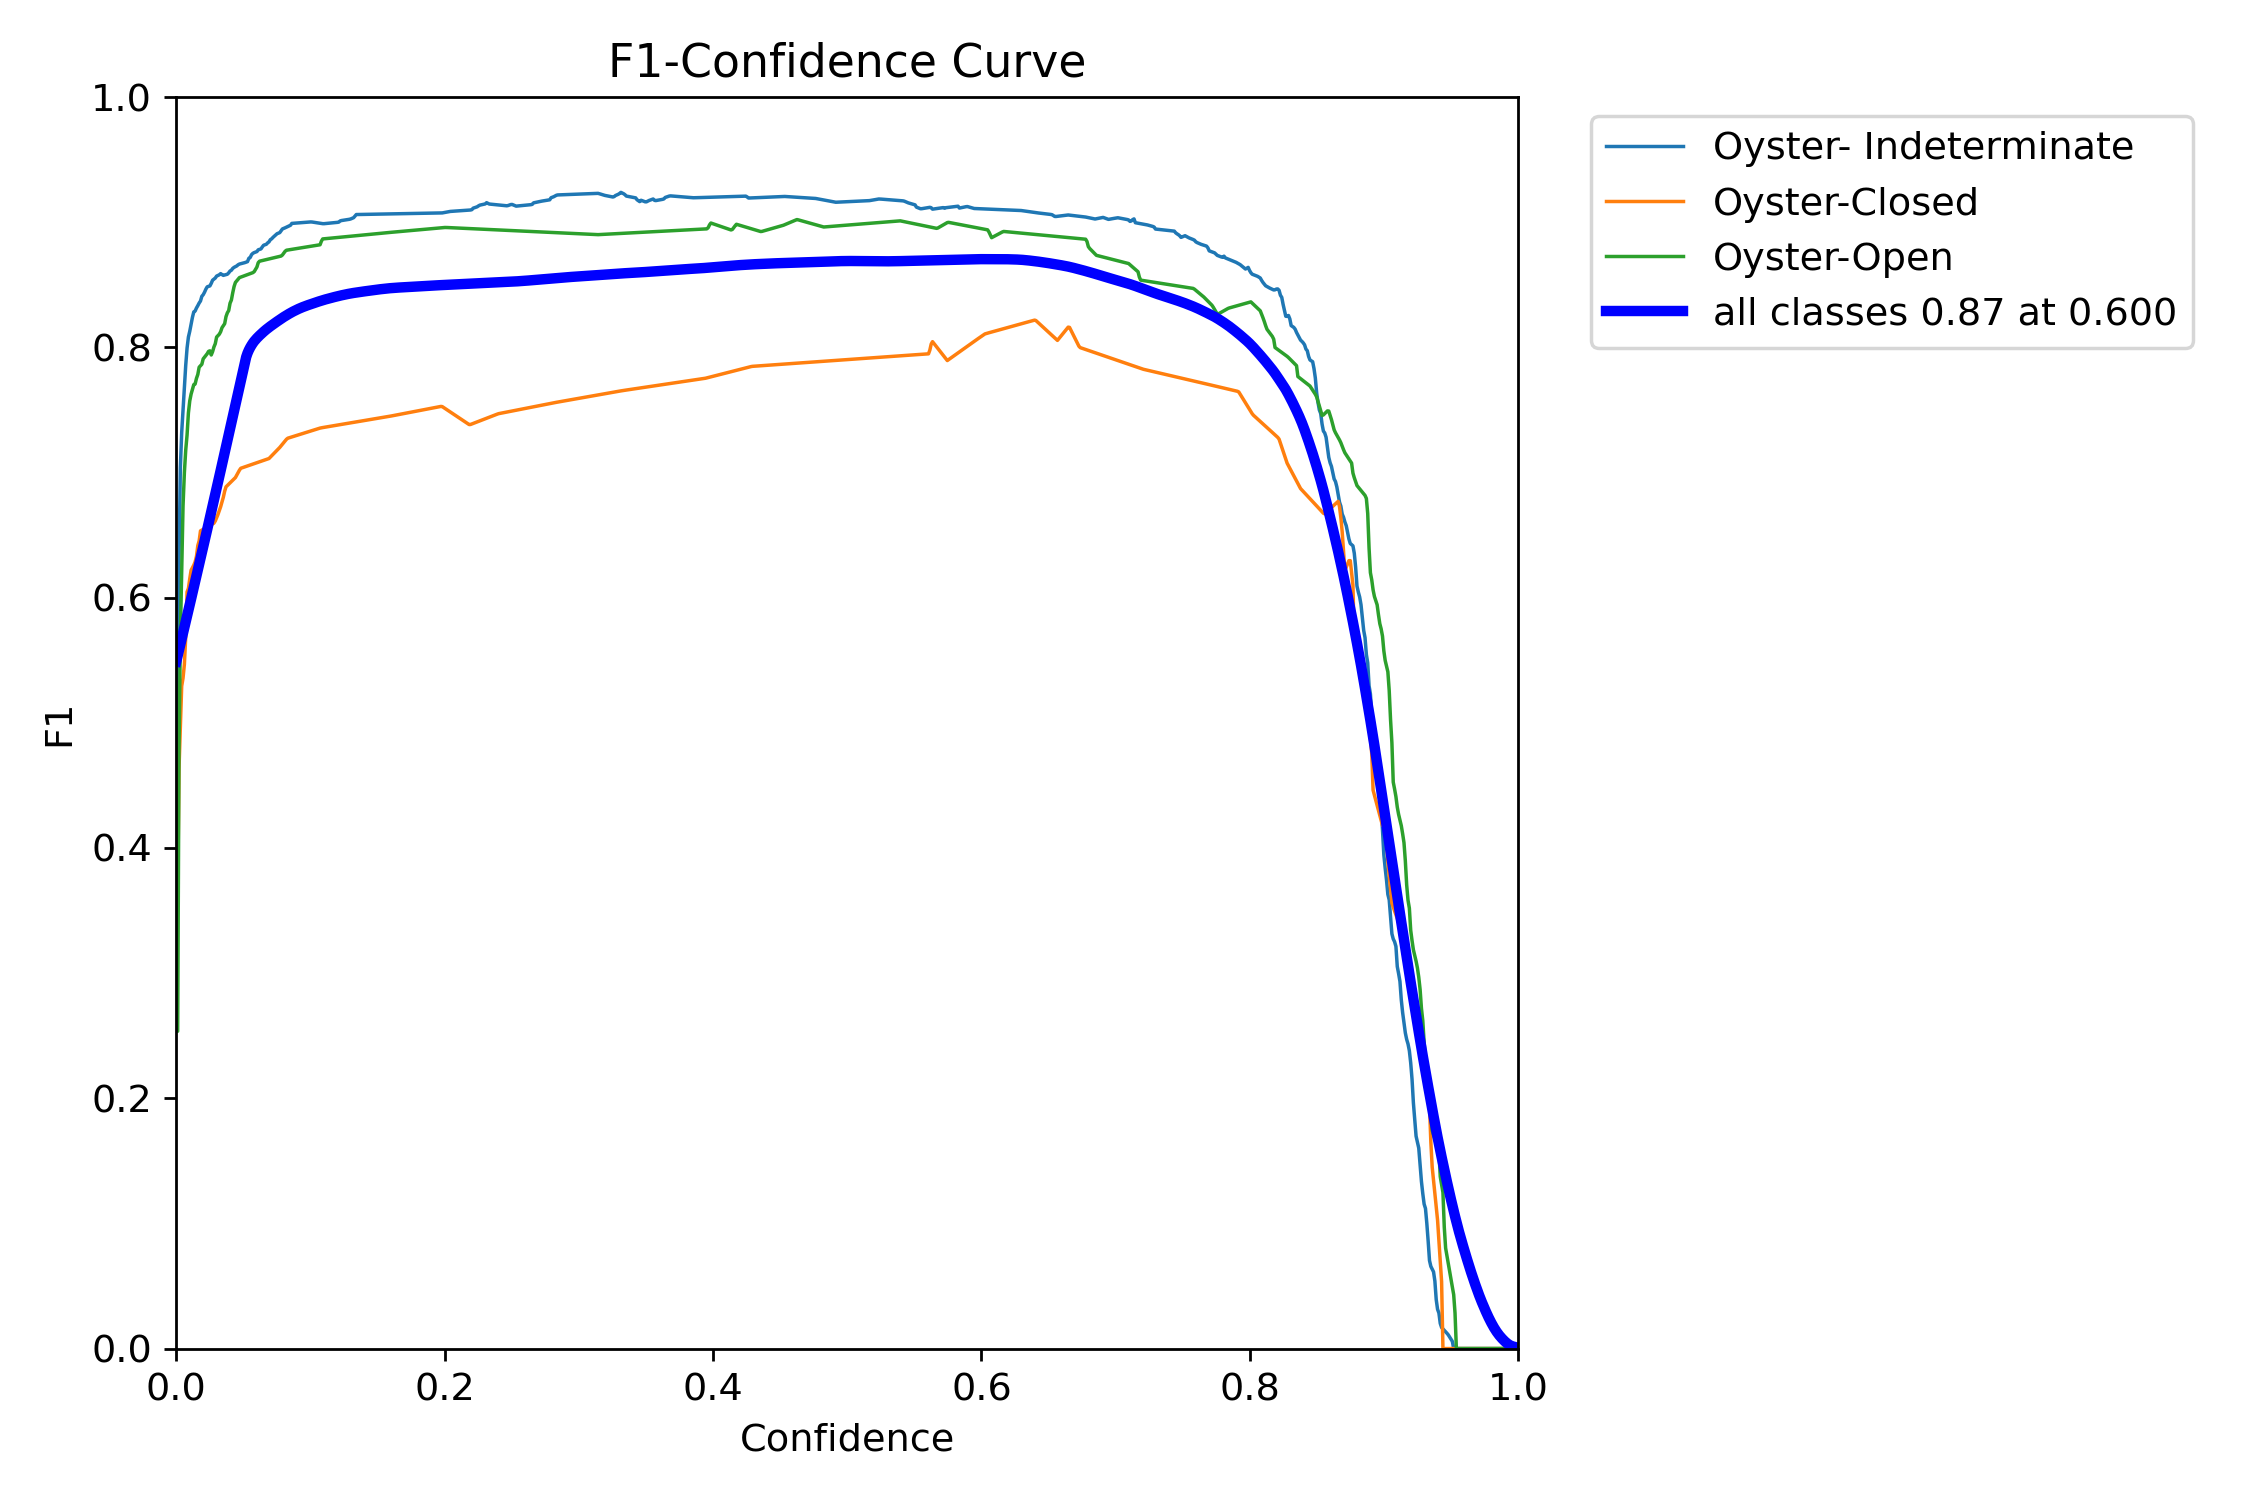 F1-Confidence Curve
1.0
0.8
0.6
0.4
0.2
0.0
F1
0.0 0.2 0.4 0.6 0.8 1.0
Confidence
Oyster- Indeterminate
Oyster-Closed
Oyster-Open
all classes 0.87 at 0.600